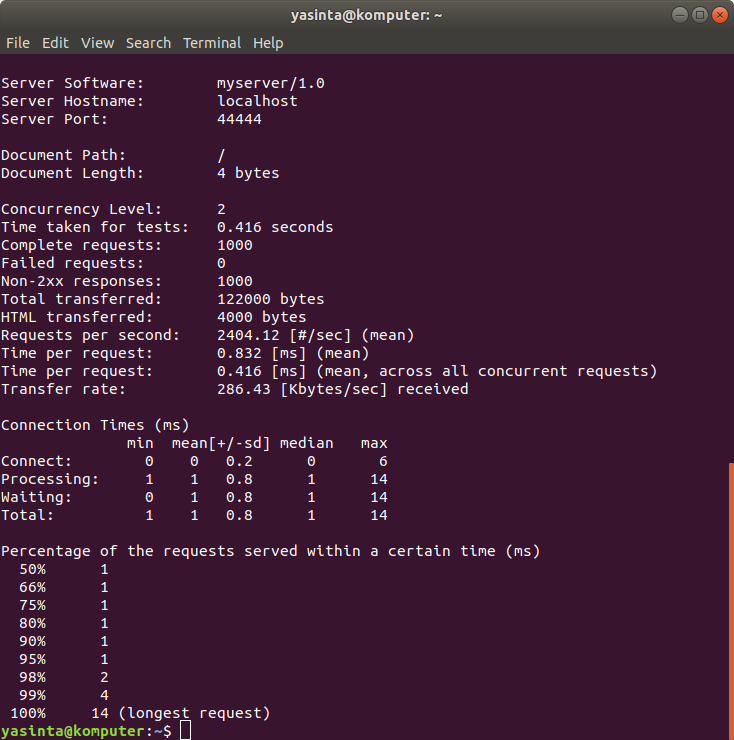 yasinta@komputer: ~
File Edit View Search Terminal Help
Server Software:        myserver/1.0
Server Hostname:        localhost
Server Port:            44444

Document Path:          /
Document Length:        4 bytes

Concurrency Level:      2
Time taken for tests:   0.416 seconds
Complete requests:      1000
Failed requests:        0
Non-2xx responses:      1000
Total transferred:      122000 bytes
HTML transferred:       4000 bytes
Requests per second:    2404.12 [#/sec] (mean)
Time per request:       0.832 [ms] (mean)
Time per request:       0.416 [ms] (mean, across all concurrent requests)
Transfer rate:          286.43 [Kbytes/sec] received

Connection Times (ms)
              min  mean[+/-sd] median   max
Connect:        0    0   0.2      0       6
Processing:     1    1   0.8      1      14
Waiting:        0    1   0.8      1      14
Total:          1    1   0.8      1      14

Percentage of the requests served within a certain time (ms)
  50%      1
  66%      1
  75%      1
  80%      1
  90%      1
  95%      1
  98%      2
  99%      4
 100%     14 (longest request)
yasinta@komputer:~$